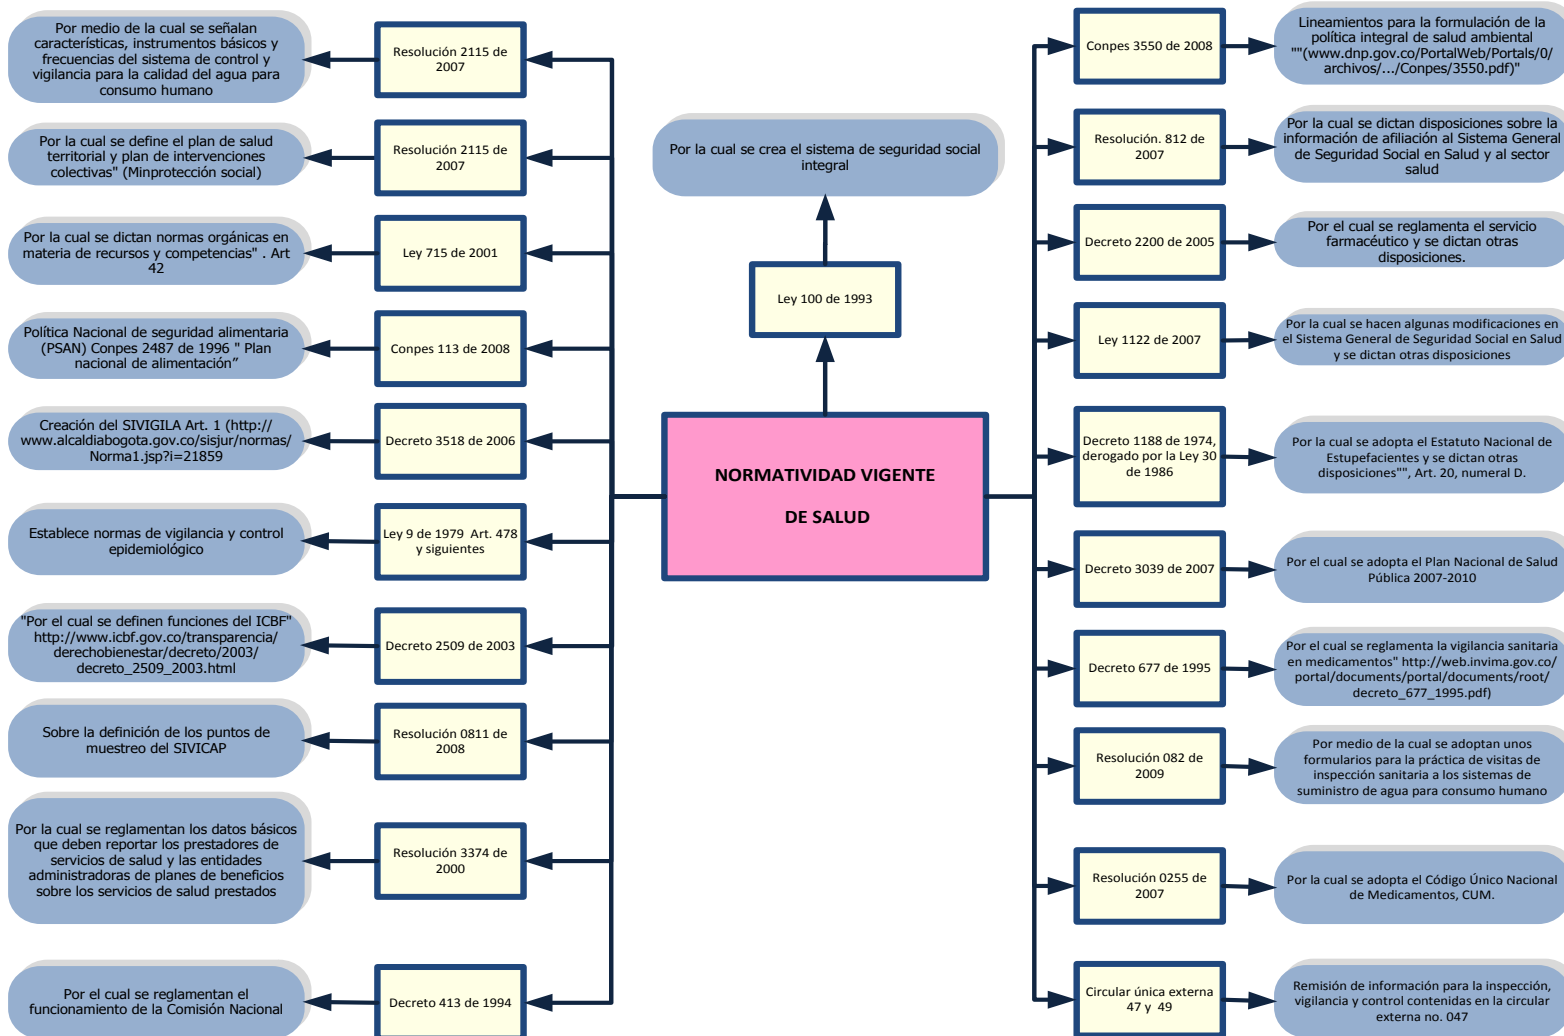 Por medio de la cual se señalan
características, instrumentos básicos y
frecuencias del sistema de control y
vigilancia para la calidad del agua para
consumo humano
Resolución 2115 de
2007
Por la cual se define el plan de salud
territorial y plan de intervenciones
colectivas" (Minprotección social)
Resolución 2115 de
2007
Por la cual se dictan normas orgánicas en
materia de recursos y competencias" . Art
42
Ley 715 de 2001
Política Nacional de seguridad alimentaria
(PSAN) Conpes 2487 de 1996 " Plan
nacional de alimentación”
Conpes 113 de 2008
Creación del SIVIGILA Art. 1 (http://
www.alcaldiabogota.gov.co/sisjur/normas/
Norma1.jsp?i=21859
Decreto 3518 de 2006
Establece normas de vigilancia y control
epidemiológico
Ley 9 de 1979  Art. 478
y siguientes
"Por el cual se definen funciones del ICBF"
http://www.icbf.gov.co/transparencia/
derechobienestar/decreto/2003/
decreto_2509_2003.html
Decreto 2509 de 2003
Sobre la definición de los puntos de
muestreo del SIVICAP
Resolución 0811 de
2008
Por la cual se reglamentan los datos básicos
que deben reportar los prestadores de
servicios de salud y las entidades
administradoras de planes de beneficios
sobre los servicios de salud prestados
Resolución 3374 de
2000
Por el cual se reglamentan el
funcionamiento de la Comisión Nacional
Decreto 413 de 1994
Por la cual se crea el sistema de seguridad social
integral
Ley 100 de 1993
NORMATIVIDAD VIGENTE
DE SALUD
Conpes 3550 de 2008
Lineamientos para la formulación de la
política integral de salud ambiental
""(www.dnp.gov.co/PortalWeb/Portals/0/
archivos/.../Conpes/3550.pdf)"
Resolución. 812 de
2007
Por la cual se dictan disposiciones sobre la
información de afiliación al Sistema General
de Seguridad Social en Salud y al sector
salud
Decreto 2200 de 2005
Por el cual se reglamenta el servicio
farmacéutico y se dictan otras
disposiciones.
Ley 1122 de 2007
Por la cual se hacen algunas modificaciones en
el Sistema General de Seguridad Social en Salud
y se dictan otras disposiciones
Decreto 1188 de 1974,
derogado por la Ley 30
de 1986
Por la cual se adopta el Estatuto Nacional de
Estupefacientes y se dictan otras
disposiciones"", Art. 20, numeral D.
Decreto 3039 de 2007
Por el cual se adopta el Plan Nacional de Salud
Pública 2007-2010
Decreto 677 de 1995
Por el cual se reglamenta la vigilancia sanitaria
en medicamentos" http://web.invima.gov.co/
portal/documents/portal/documents/root/
decreto_677_1995.pdf)
Resolución 082 de
2009
Por medio de la cual se adoptan unos
formularios para la práctica de visitas de
inspección sanitaria a los sistemas de
suministro de agua para consumo humano
Resolución 0255 de
2007
Por la cual se adopta el Código Único Nacional
de Medicamentos, CUM.
Circular única externa
47 y  49
Remisión de información para la inspección,
vigilancia y control contenidas en la circular
externa no. 047